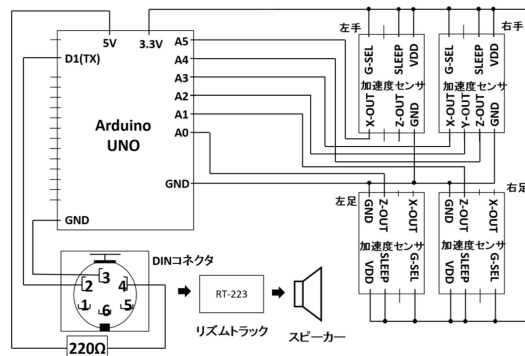 5V
3.3V
D1(TX)
A5
A4
A3
A2
A1
A0
Arduino
UNO
GND
GND
左手
G-SEL
SLEEP
VDD
加速度センサ
X-OUT
Z-OUT
GND
右手
G-SEL
SLEEP
VDD
加速度センサ
X-OUT
Y-OUT
Z-OUT
GND
左足
GND
Z-OUT
X-OUT
加速度センサ
VDD
SLEEP
G-SEL
右足
GND
Z-OUT
X-OUT
加速度センサ
VDD
SLEEP
G-SEL
DINコネクタ
3
2
4
1
6
5
220Ω
RT-223
リズムトラック
スピーカー